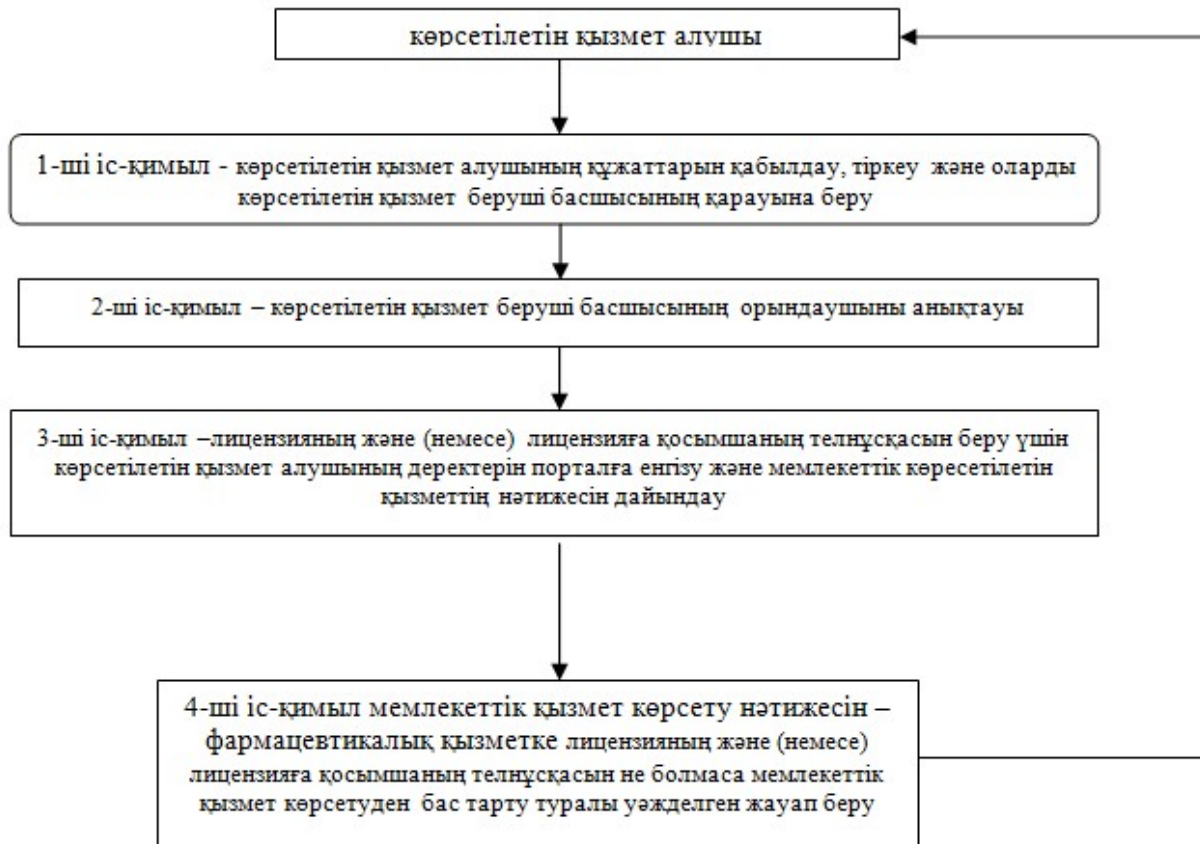 көрсетілетін қызмет алушы
1-ші іс-қимыл - көрсетілетін қызмет алушының құжаттарын қабылдау, тіркеу және оларды
көрсетілетін қызмет беруші басшысының қарауына беру
2-ші іс-қимыл – көрсетілетін қызмет беруші басшысының орындаушыны анықтауы
3-ші іс-қимыл –лицензияның және (немесе) лицензияға қосымшаның телнұсқасын беру үшін
көрсетілетін қызмет алушының деректерін порталға енгізу және мемлекеттік көресетілетін
қызметтің нәтижесін дайындау
4-ші іс-қимыл мемлекеттік қызмет көрсету нәтижесін –
фармацевтикалық қызметке лицензияның және (немесе)
лицензияға қосымшаның телнұсқасын не болмаса мемлекеттік
қызмет көрсетуден бас тарту туралы уәжделген жауап беру